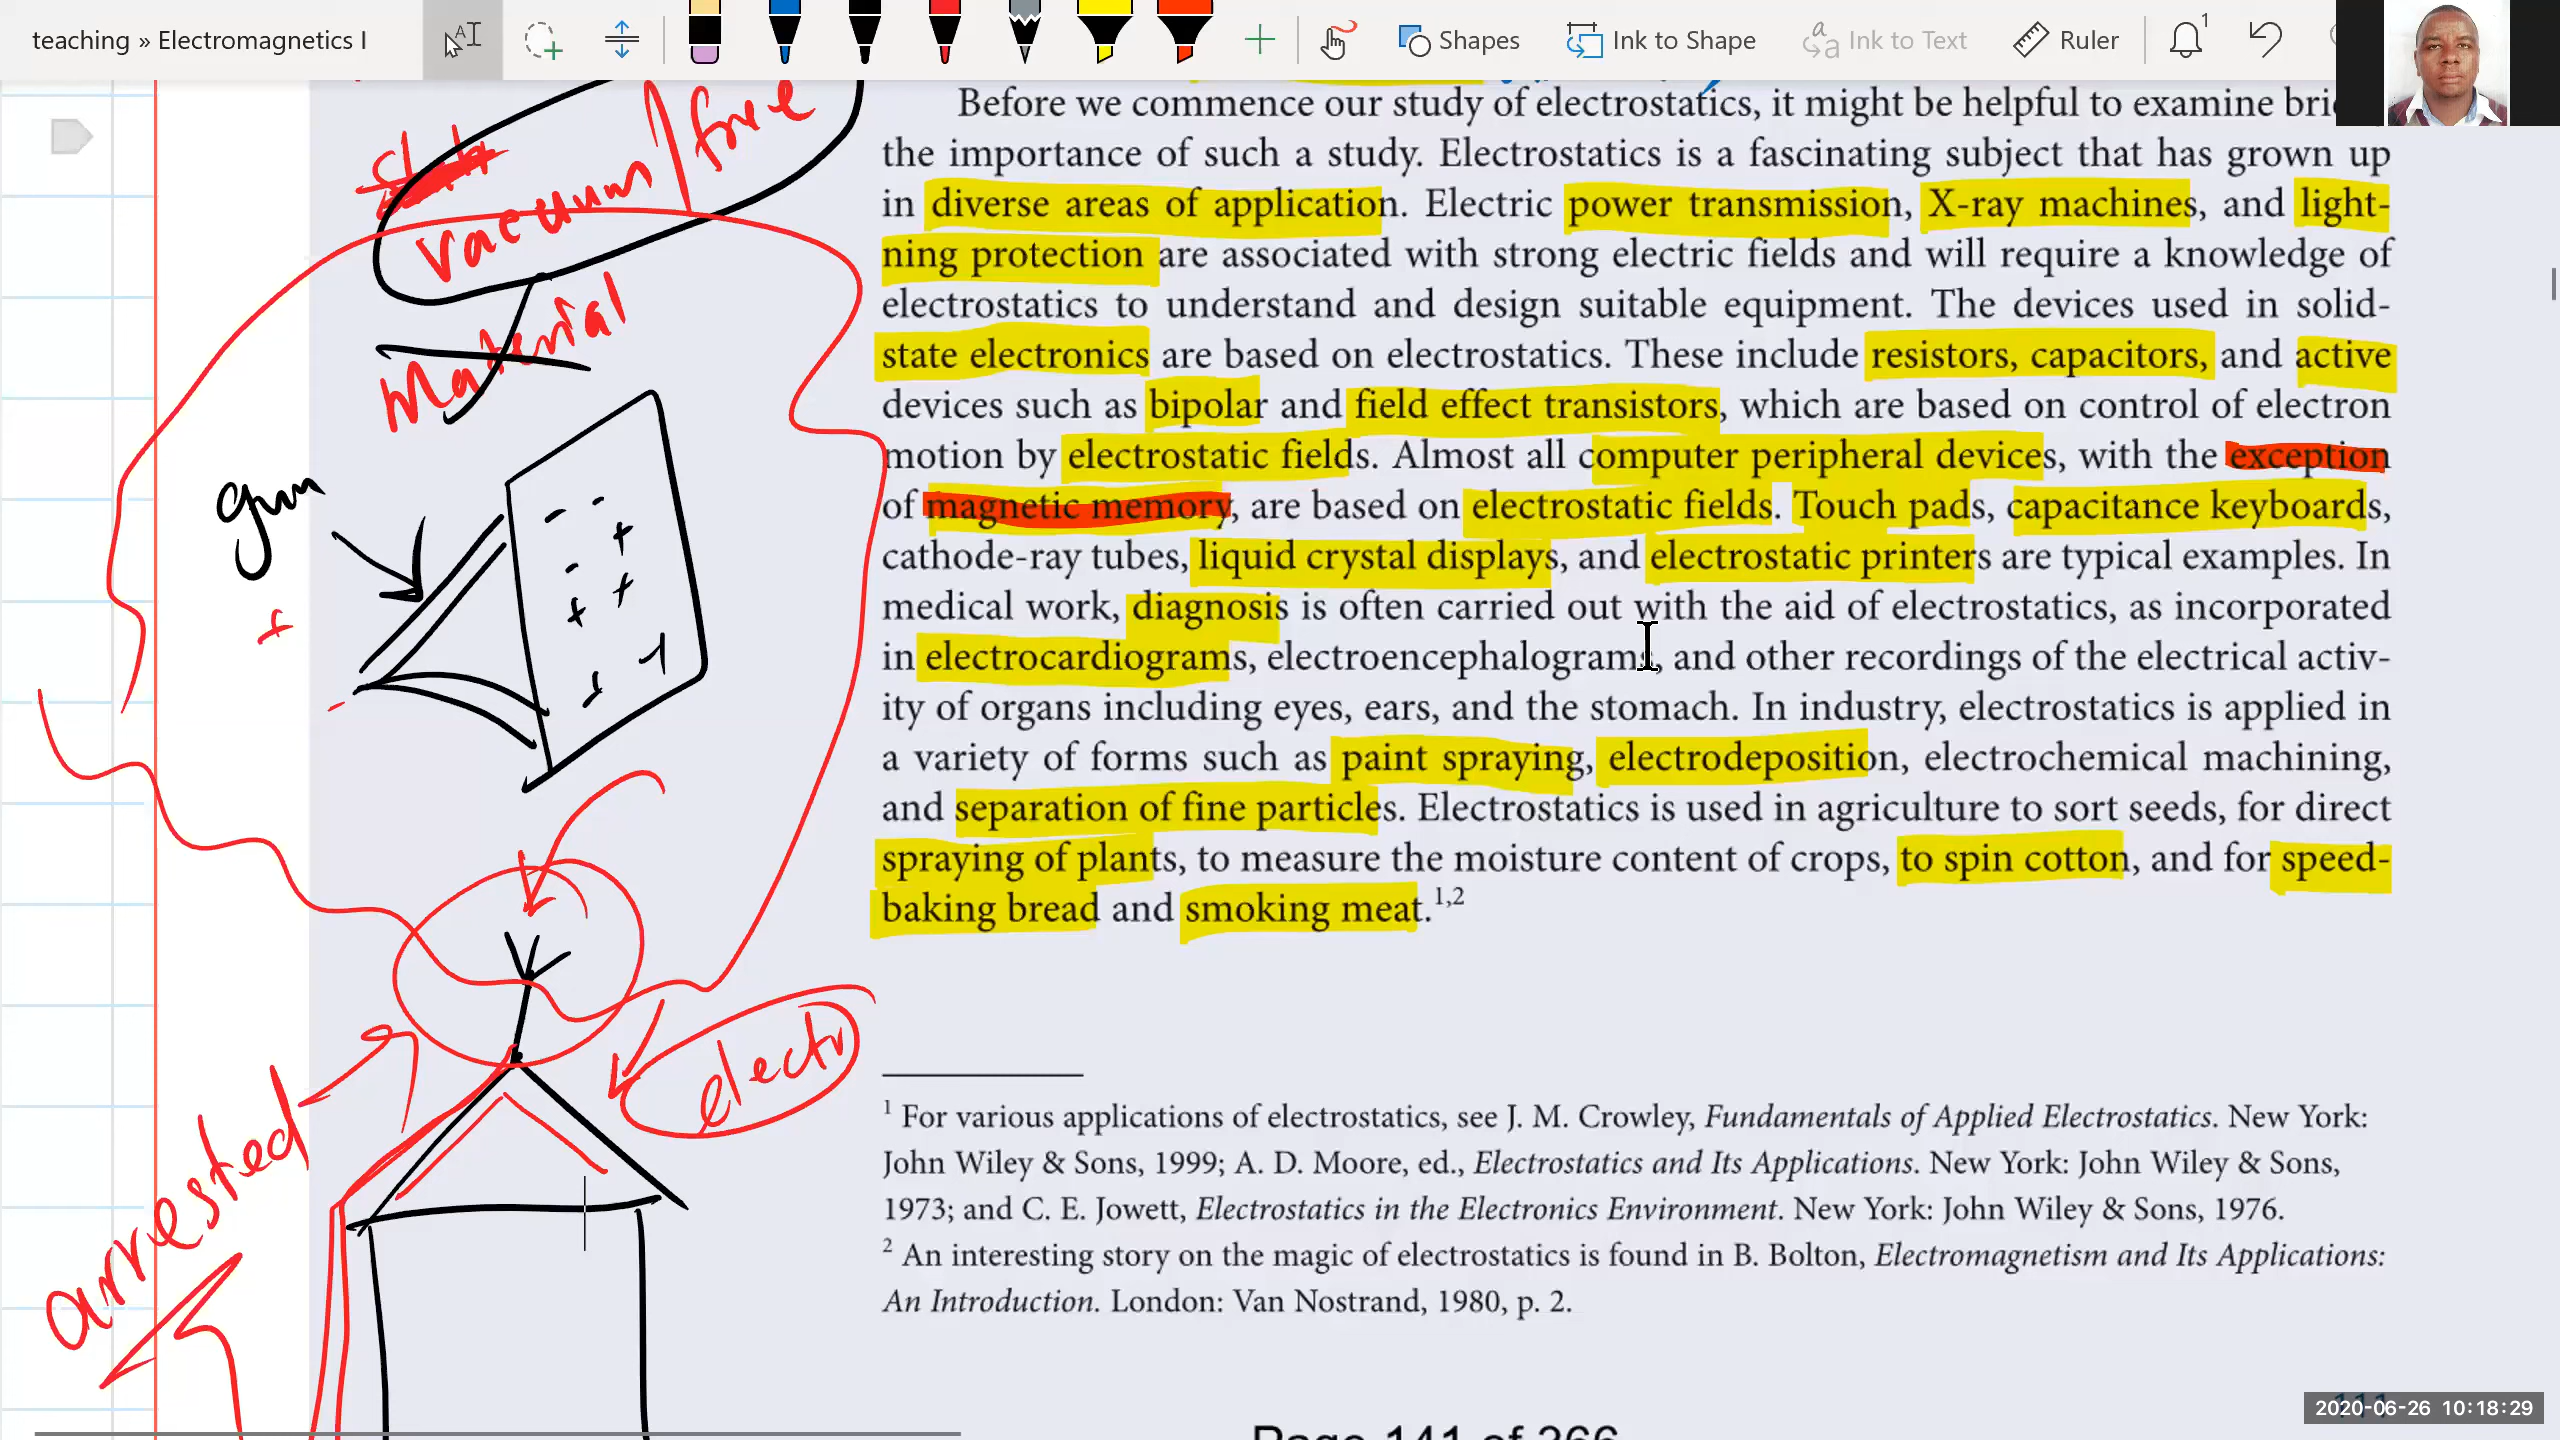 teaching » Electromagnetics I
Shapes
Ink to Shape
Ink to Text
Ruler
1
vacuum / free
Material
gun
electr
arrested
Before we commence our study of electrostatics, it might be helpful to examine
the importance of such a study. Electrostatics is a fascinating subject that has grown up
in diverse areas of application. Electric power transmission, X-ray machines, and light-
ning protection are associated with strong electric fields and will require a knowledge of
electrostatics to understand and design suitable equipment. The devices used in solid-
state electronics are based on electrostatics. These include resistors, capacitors, and active
devices such as bipolar and field effect transistors, which are based on control of electron
motion by electrostatic fields. Almost all computer peripheral devices, with the exception
of magnetic memory, are based on electrostatic fields. Touch pads, capacitance keyboards,
cathode-ray tubes, liquid crystal displays, and electrostatic printers are typical examples. In
medical work, diagnosis is often carried out with the aid of electrostatics, as incorporated
in electrocardiograms, electroencephalograms, and other recordings of the electrical activ-
ity of organs including eyes, ears, and the stomach. In industry, electrostatics is applied in
a variety of forms such as paint spraying, electrodeposition, electrochemical machining,
and separation of fine particles. Electrostatics is used in agriculture to sort seeds, for direct
spraying of plants, to measure the moisture content of crops, to spin cotton, and for speed-
baking bread and smoking meat.1,2
1 For various applications of electrostatics, see J. M. Crowley, Fundamentals of Applied Electrostatics. New York:
John Wiley & Sons, 1999; A. D. Moore, ed., Electrostatics and Its Applications. New York: John Wiley & Sons,
1973; and C. E. Jowett, Electrostatics in the Electronics Environment. New York: John Wiley & Sons, 1976.
2 An interesting story on the magic of electrostatics is found in B. Bolton, Electromagnetism and Its Applications:
An Introduction. London: Van Nostrand, 1980, p. 2.
2020-06-26 10:18:29
Page 141 of 266